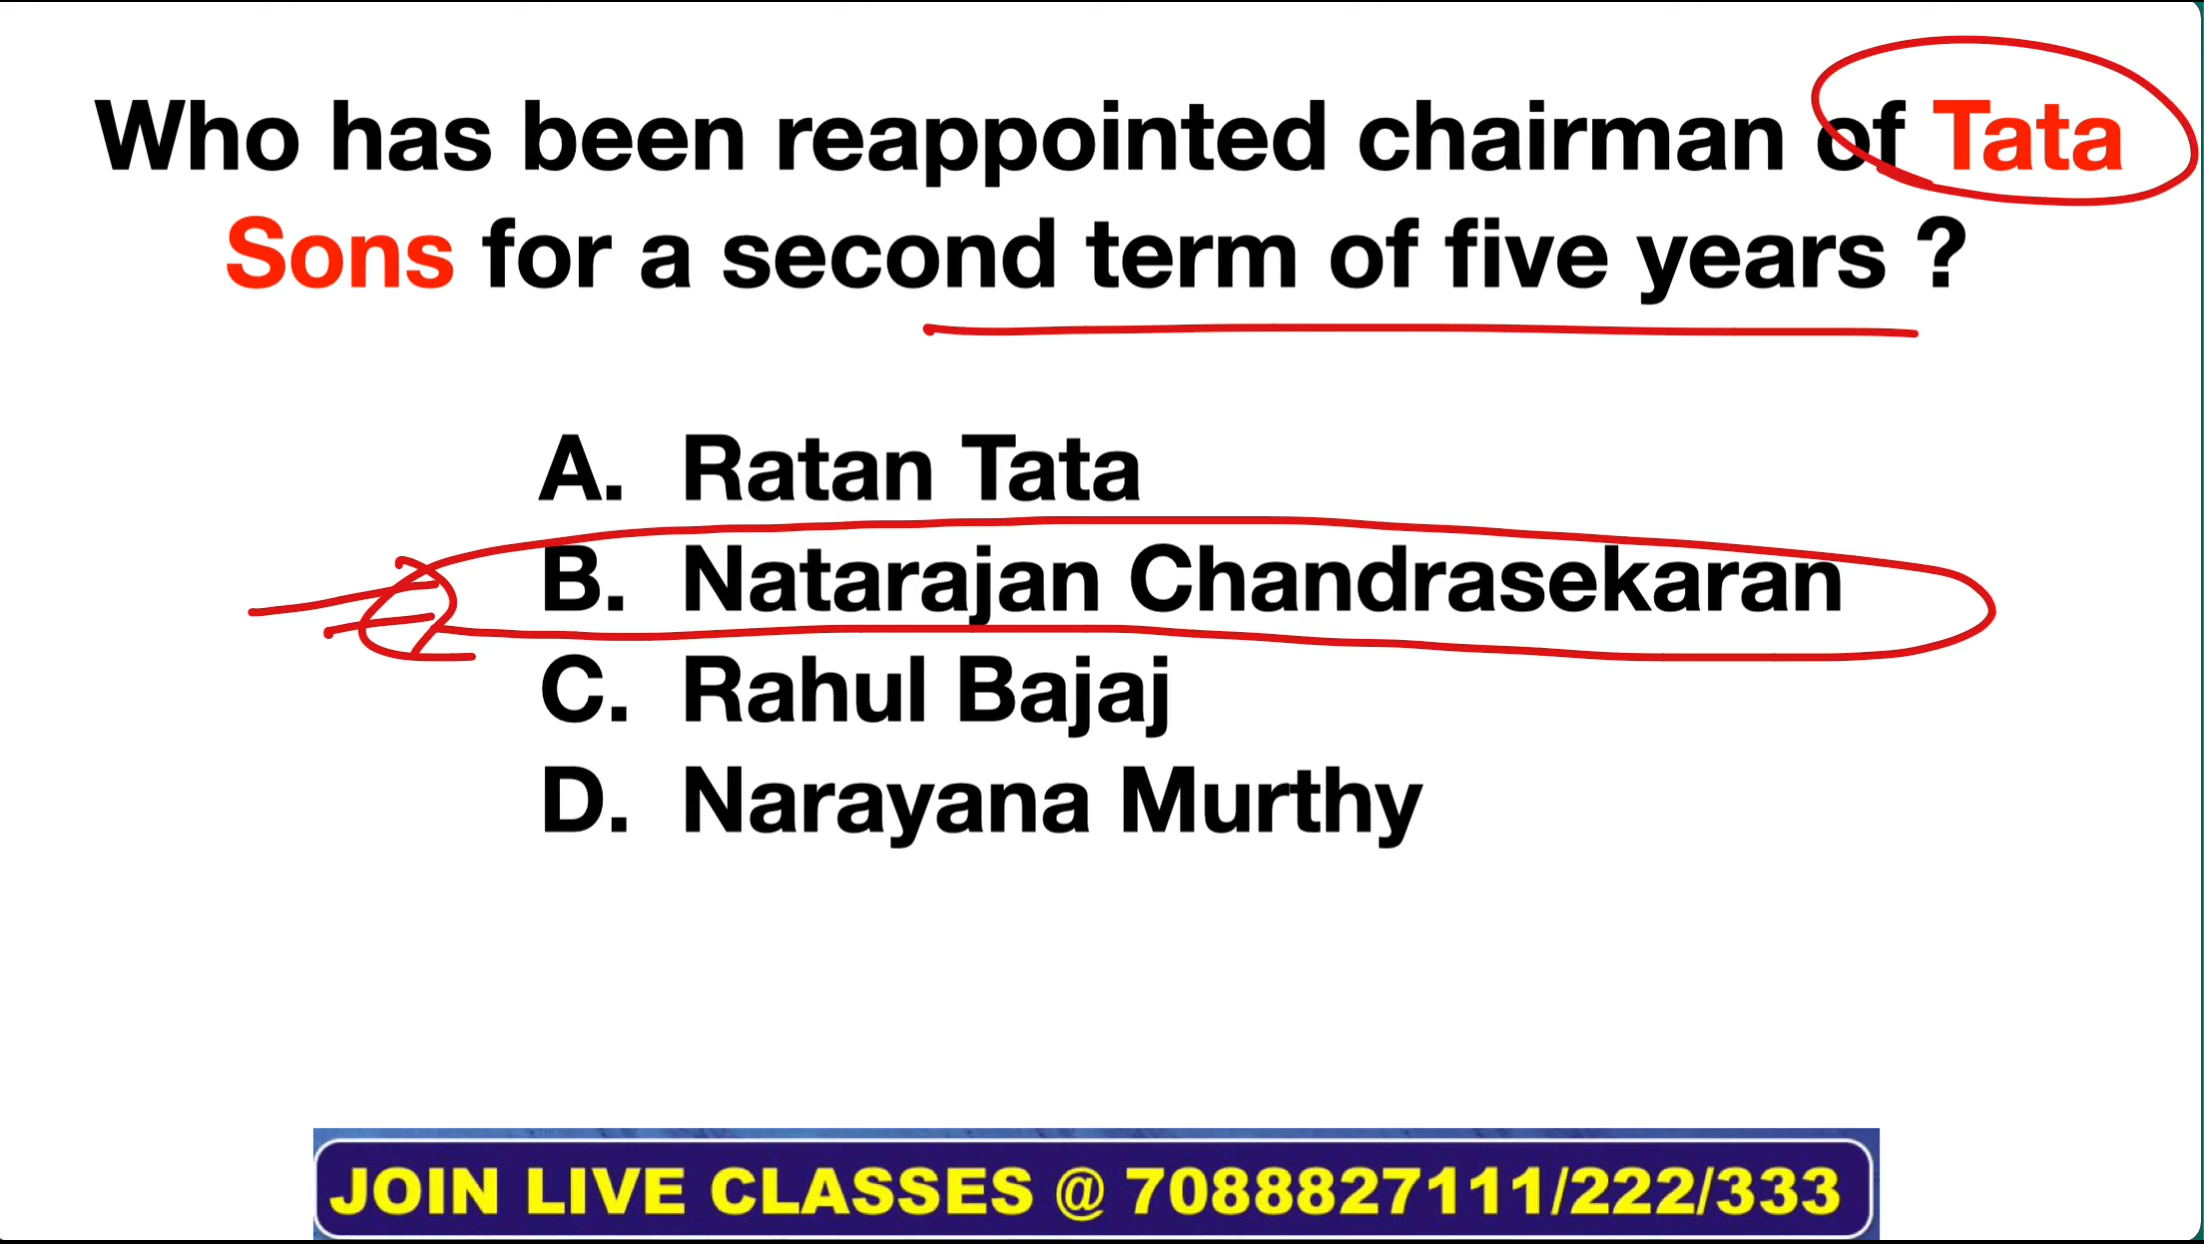 Who has been reappointed chairman of Tata
Sons for a second term of five years ?
A. Ratan Tata
B. Natarajan Chandrasekaran
C. Rahul Bajaj
D. Narayana Murthy
JOIN LIVE CLASSES @ 7088827111/222/333